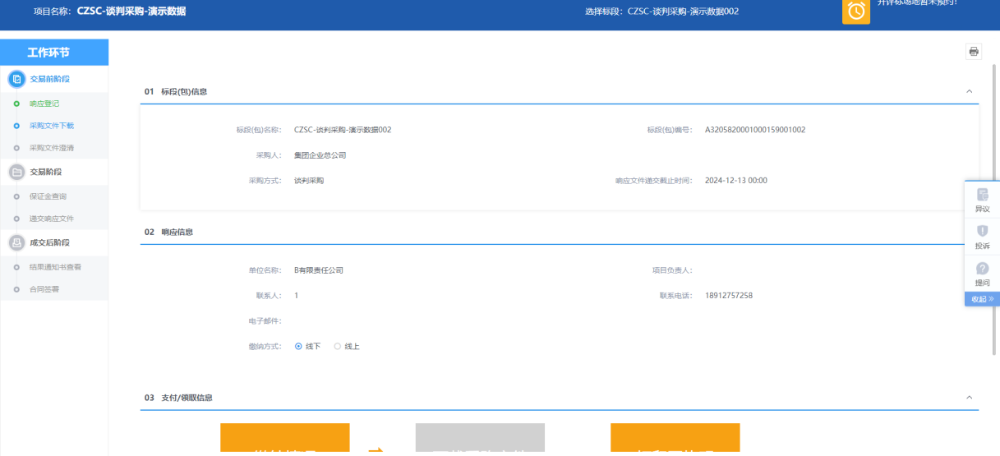 项目名称：CZSC-谈判采购-演示数据
选择标段：CZSC-谈判采购-演示数据002
开评标场地暂未预约!
工作环节
交易前阶段
响应登记
采购文件下载
采购文件澄清
交易阶段
保证金查询
递交响应文件
成交后阶段
结果通知书查看
合同签署
01 标段(包)信息
标段(包)名称： CZSC-谈判采购-演示数据002
标段(包)编号： A3205820001000159001002
采购人： 集团企业总公司
采购方式： 谈判采购
响应文件递交截止时间： 2024-12-13 00:00
02 响应信息
单位名称： B有限责任公司
项目负责人：
联系人： 1
联系电话： 18912757258
电子邮件：
缴纳方式： 线下 线上
03 支付/领取信息
异议
投诉
提问
收起 »